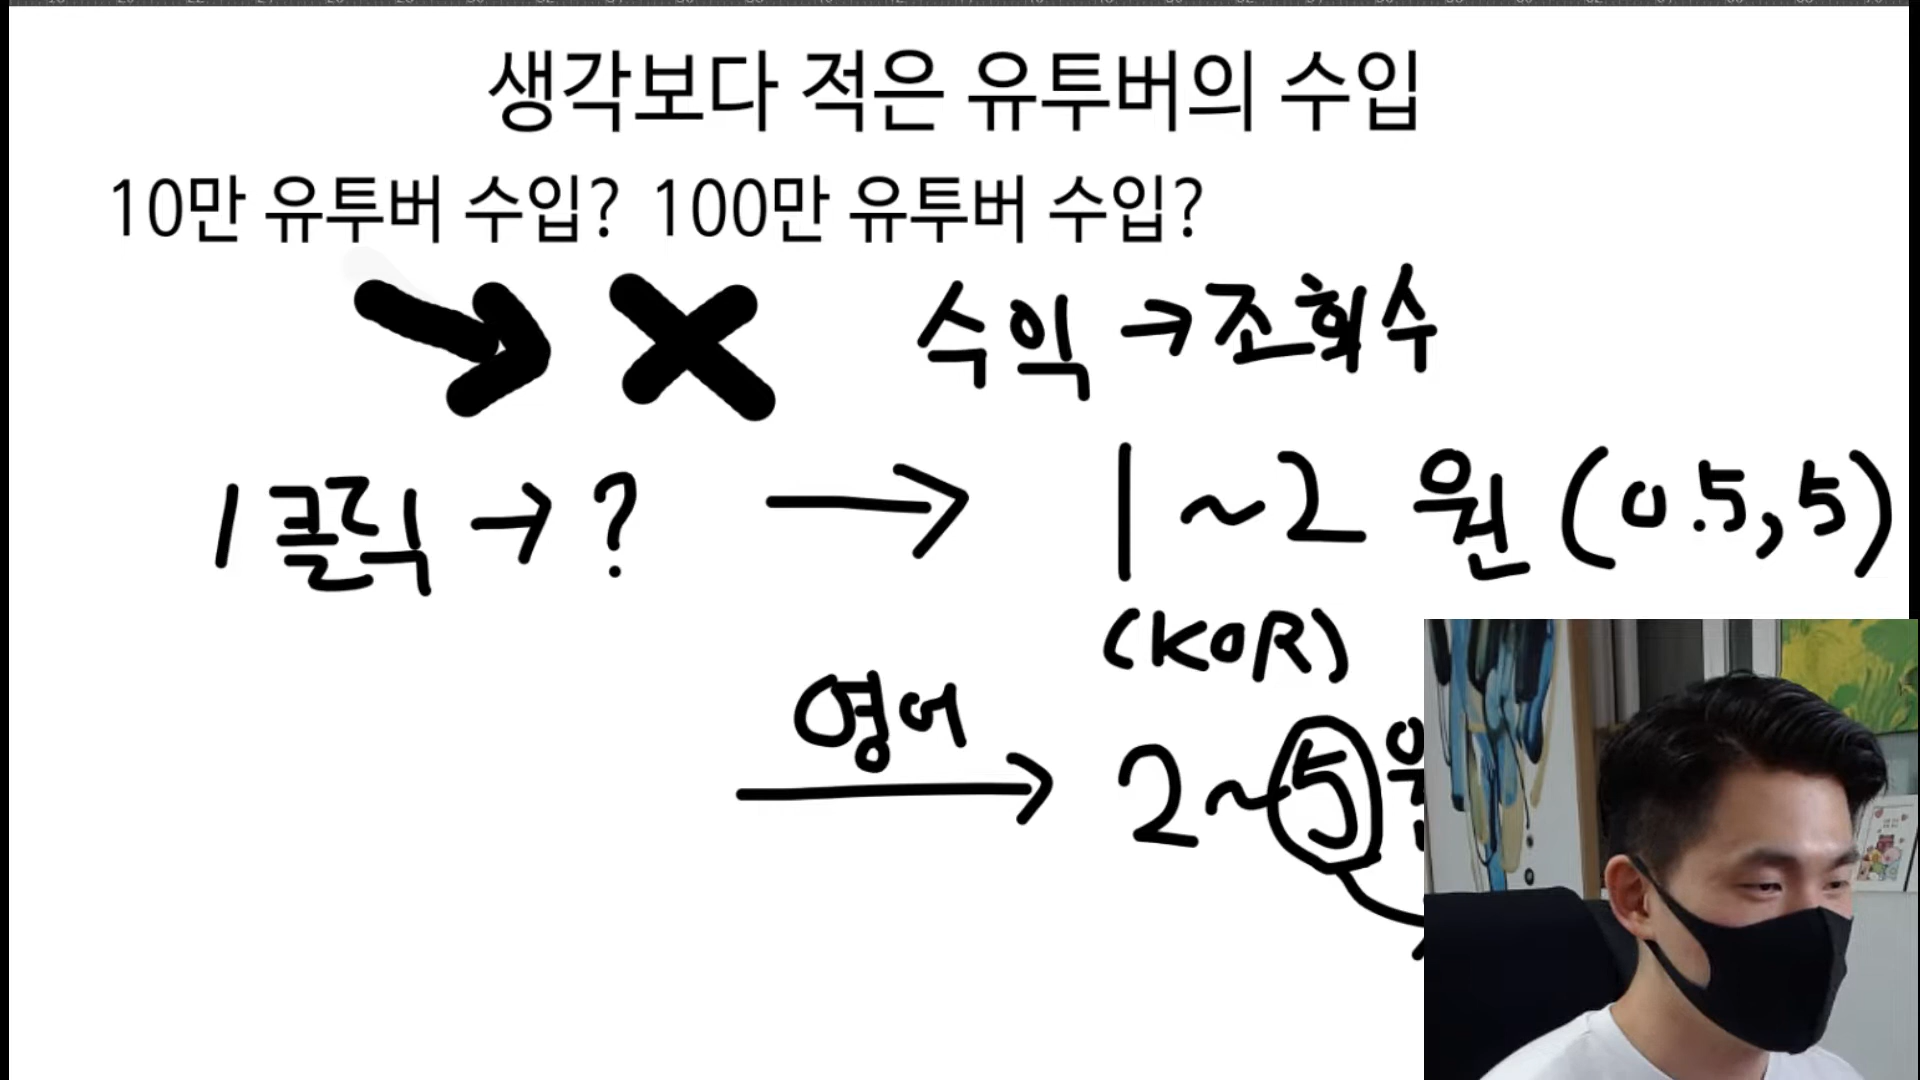 생각보다 적은 유투버의 수입
10만 유투버 수입? 100만 유투버 수입?
수익 → 조회수
1 클릭 → ? → 1~2 원 (0.5, 5)
(KOR)
영어
→ 2~5